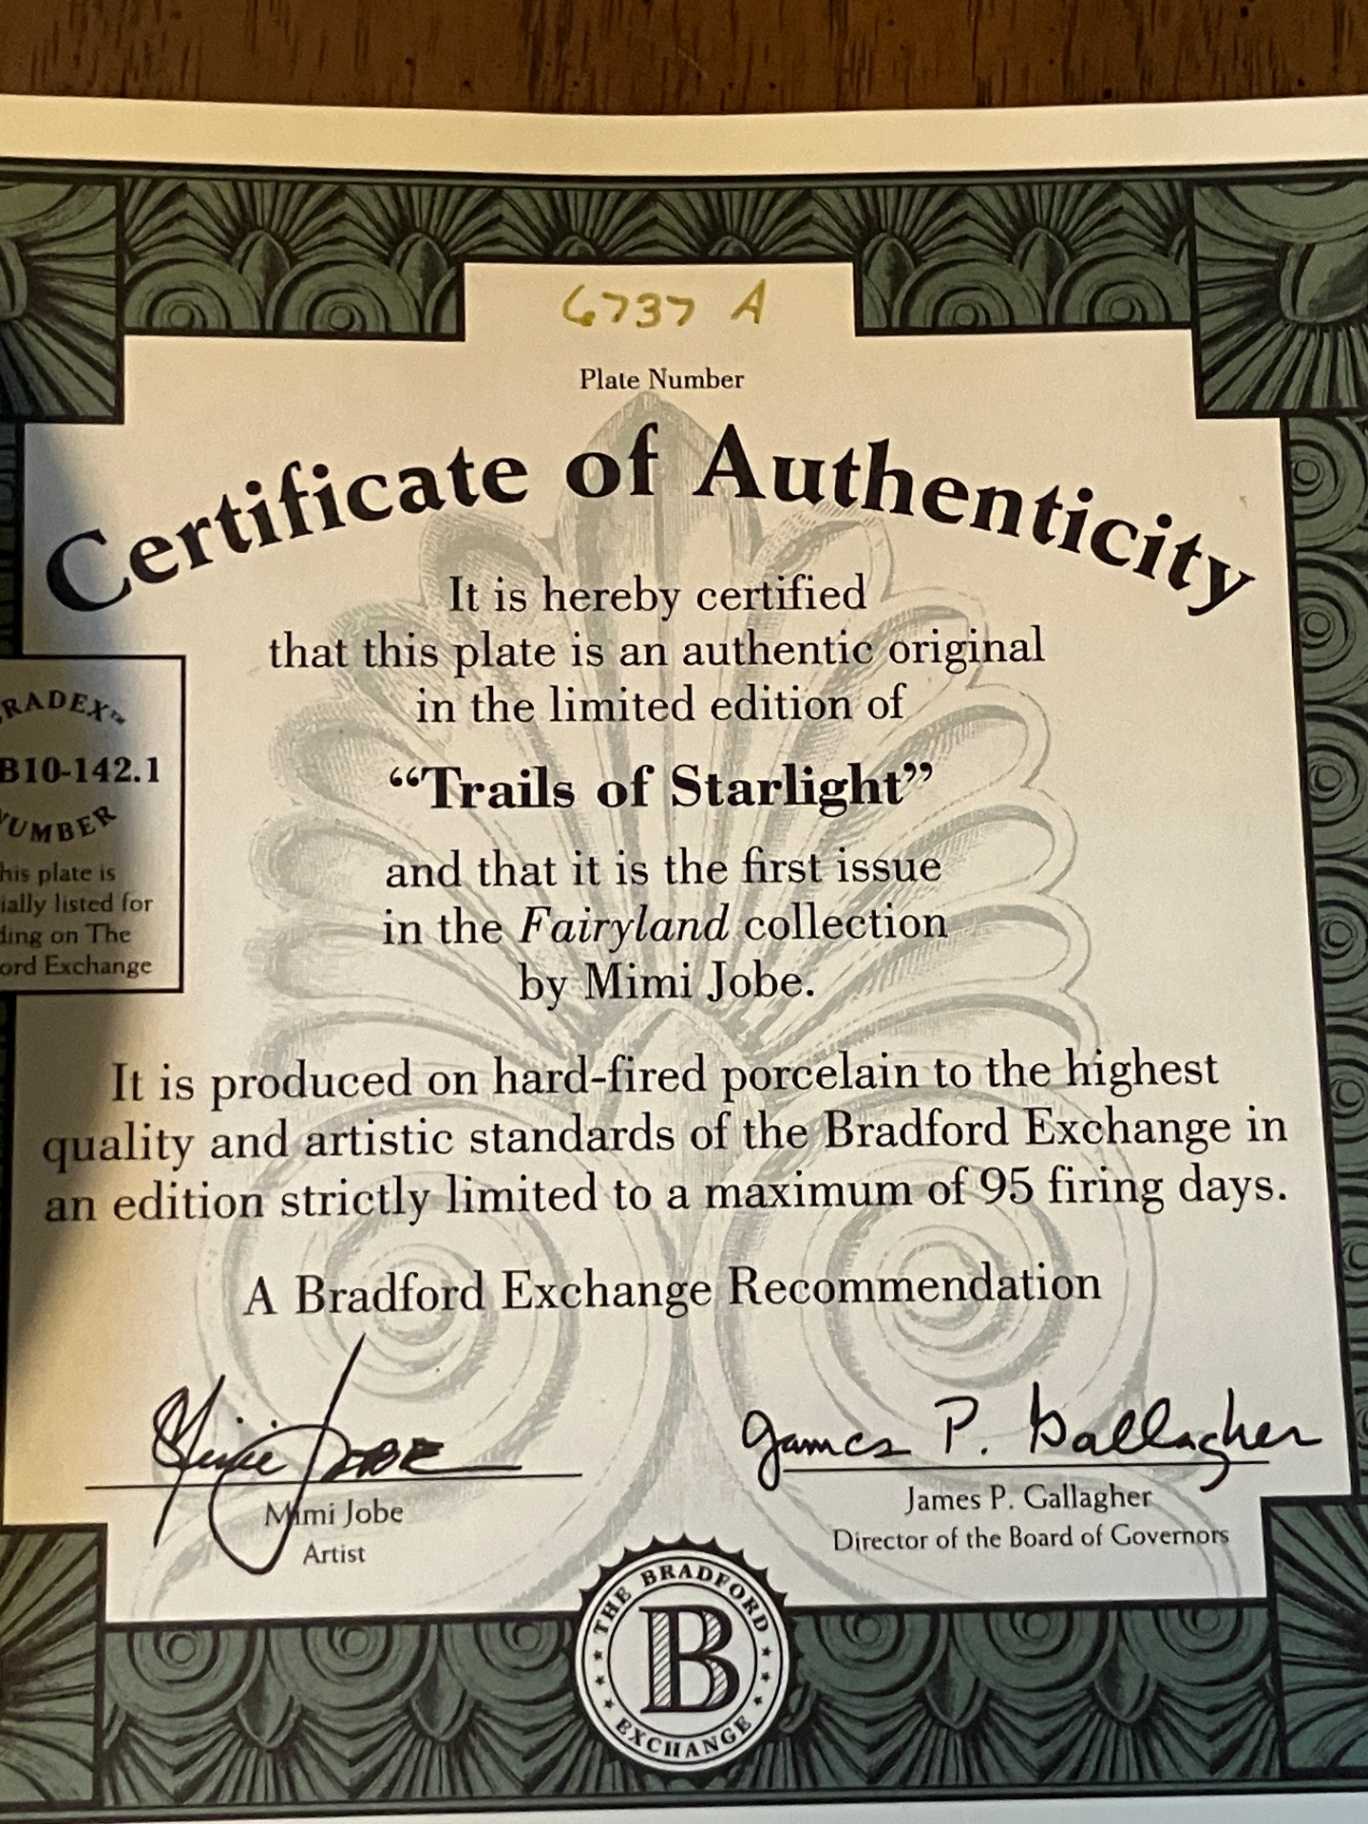 6737 A
Plate Number
Certificate of Authenticity
It is hereby certified
that this plate is an authentic original
in the limited edition of
“Trails of Starlight”
and that it is the first issue
in the Fairyland collection
by Mimi Jobe.
RADEX™
B10-142.1
UMBER
his plate is
ially listed for
ding on The
ord Exchange
It is produced on hard-fired porcelain to the highest
quality and artistic standards of the Bradford Exchange in
an edition strictly limited to a maximum of 95 firing days.
A Bradford Exchange Recommendation
Mimi JOBE
Mimi Jobe
Artist
James P. Gallagher
James P. Gallagher
Director of the Board of Governors
THE BRADFORD
B
EXCHANGE